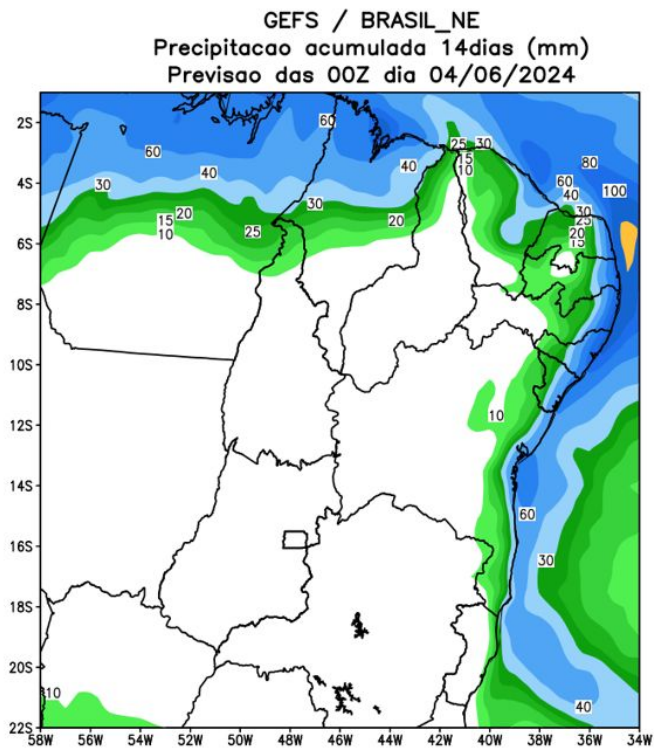 GEFS / BRASIL_NE
Precipitacao acumulada 14dias (mm)
Previsao das 00Z dia 04/06/2024
2S
4S
6S
8S
10S
12S
14S
16S
18S
20S
22S
60
60
25
30
15
10
80
60
40
100
40
40
30
30
30
25
20
15
20
15
10
25
20
10
60
30
10
40
58W 56W 54W 52W 50W 48W 46W 44W 42W 40W 38W 36W 34W